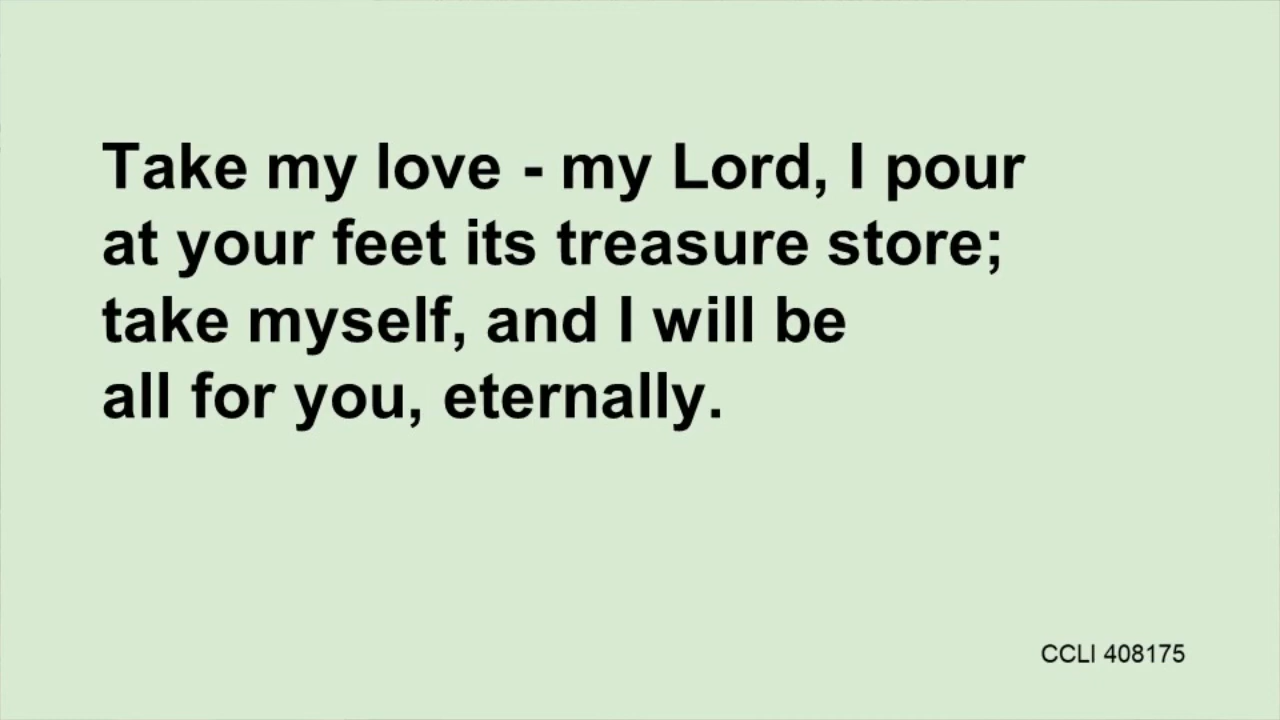 Take my love - my Lord, I pour
at your feet its treasure store;
take myself, and I will be
all for you, eternally.
CCLI 408175